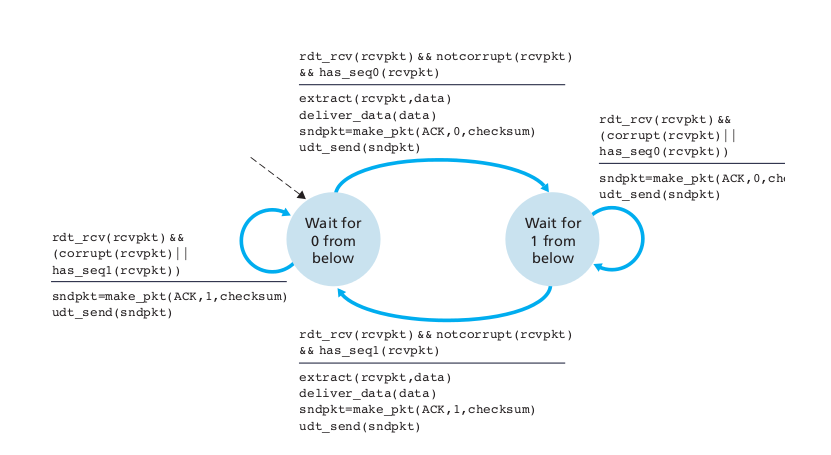 rdt_rcv(rcvpkt) && notcorrupt(rcvpkt)
&& has_seq0(rcvpkt)
extract(rcvpkt,data)
deliver_data(data)
sndpkt=make_pkt(ACK,0,checksum)
udt_send(sndpkt)
rdt_rcv(rcvpkt) &&
(corrupt(rcvpkt)||
has_seq0(rcvpkt))
sndpkt=make_pkt(ACK,0,ch
udt_send(sndpkt)
Wait for
0 from
below
Wait for
1 from
below
rdt_rcv(rcvpkt) &&
(corrupt(rcvpkt)||
has_seq1(rcvpkt))
sndpkt=make_pkt(ACK,1,checksum)
udt_send(sndpkt)
rdt_rcv(rcvpkt) && notcorrupt(rcvpkt)
&& has_seq1(rcvpkt)
extract(rcvpkt,data)
deliver_data(data)
sndpkt=make_pkt(ACK,1,checksum)
udt_send(sndpkt)